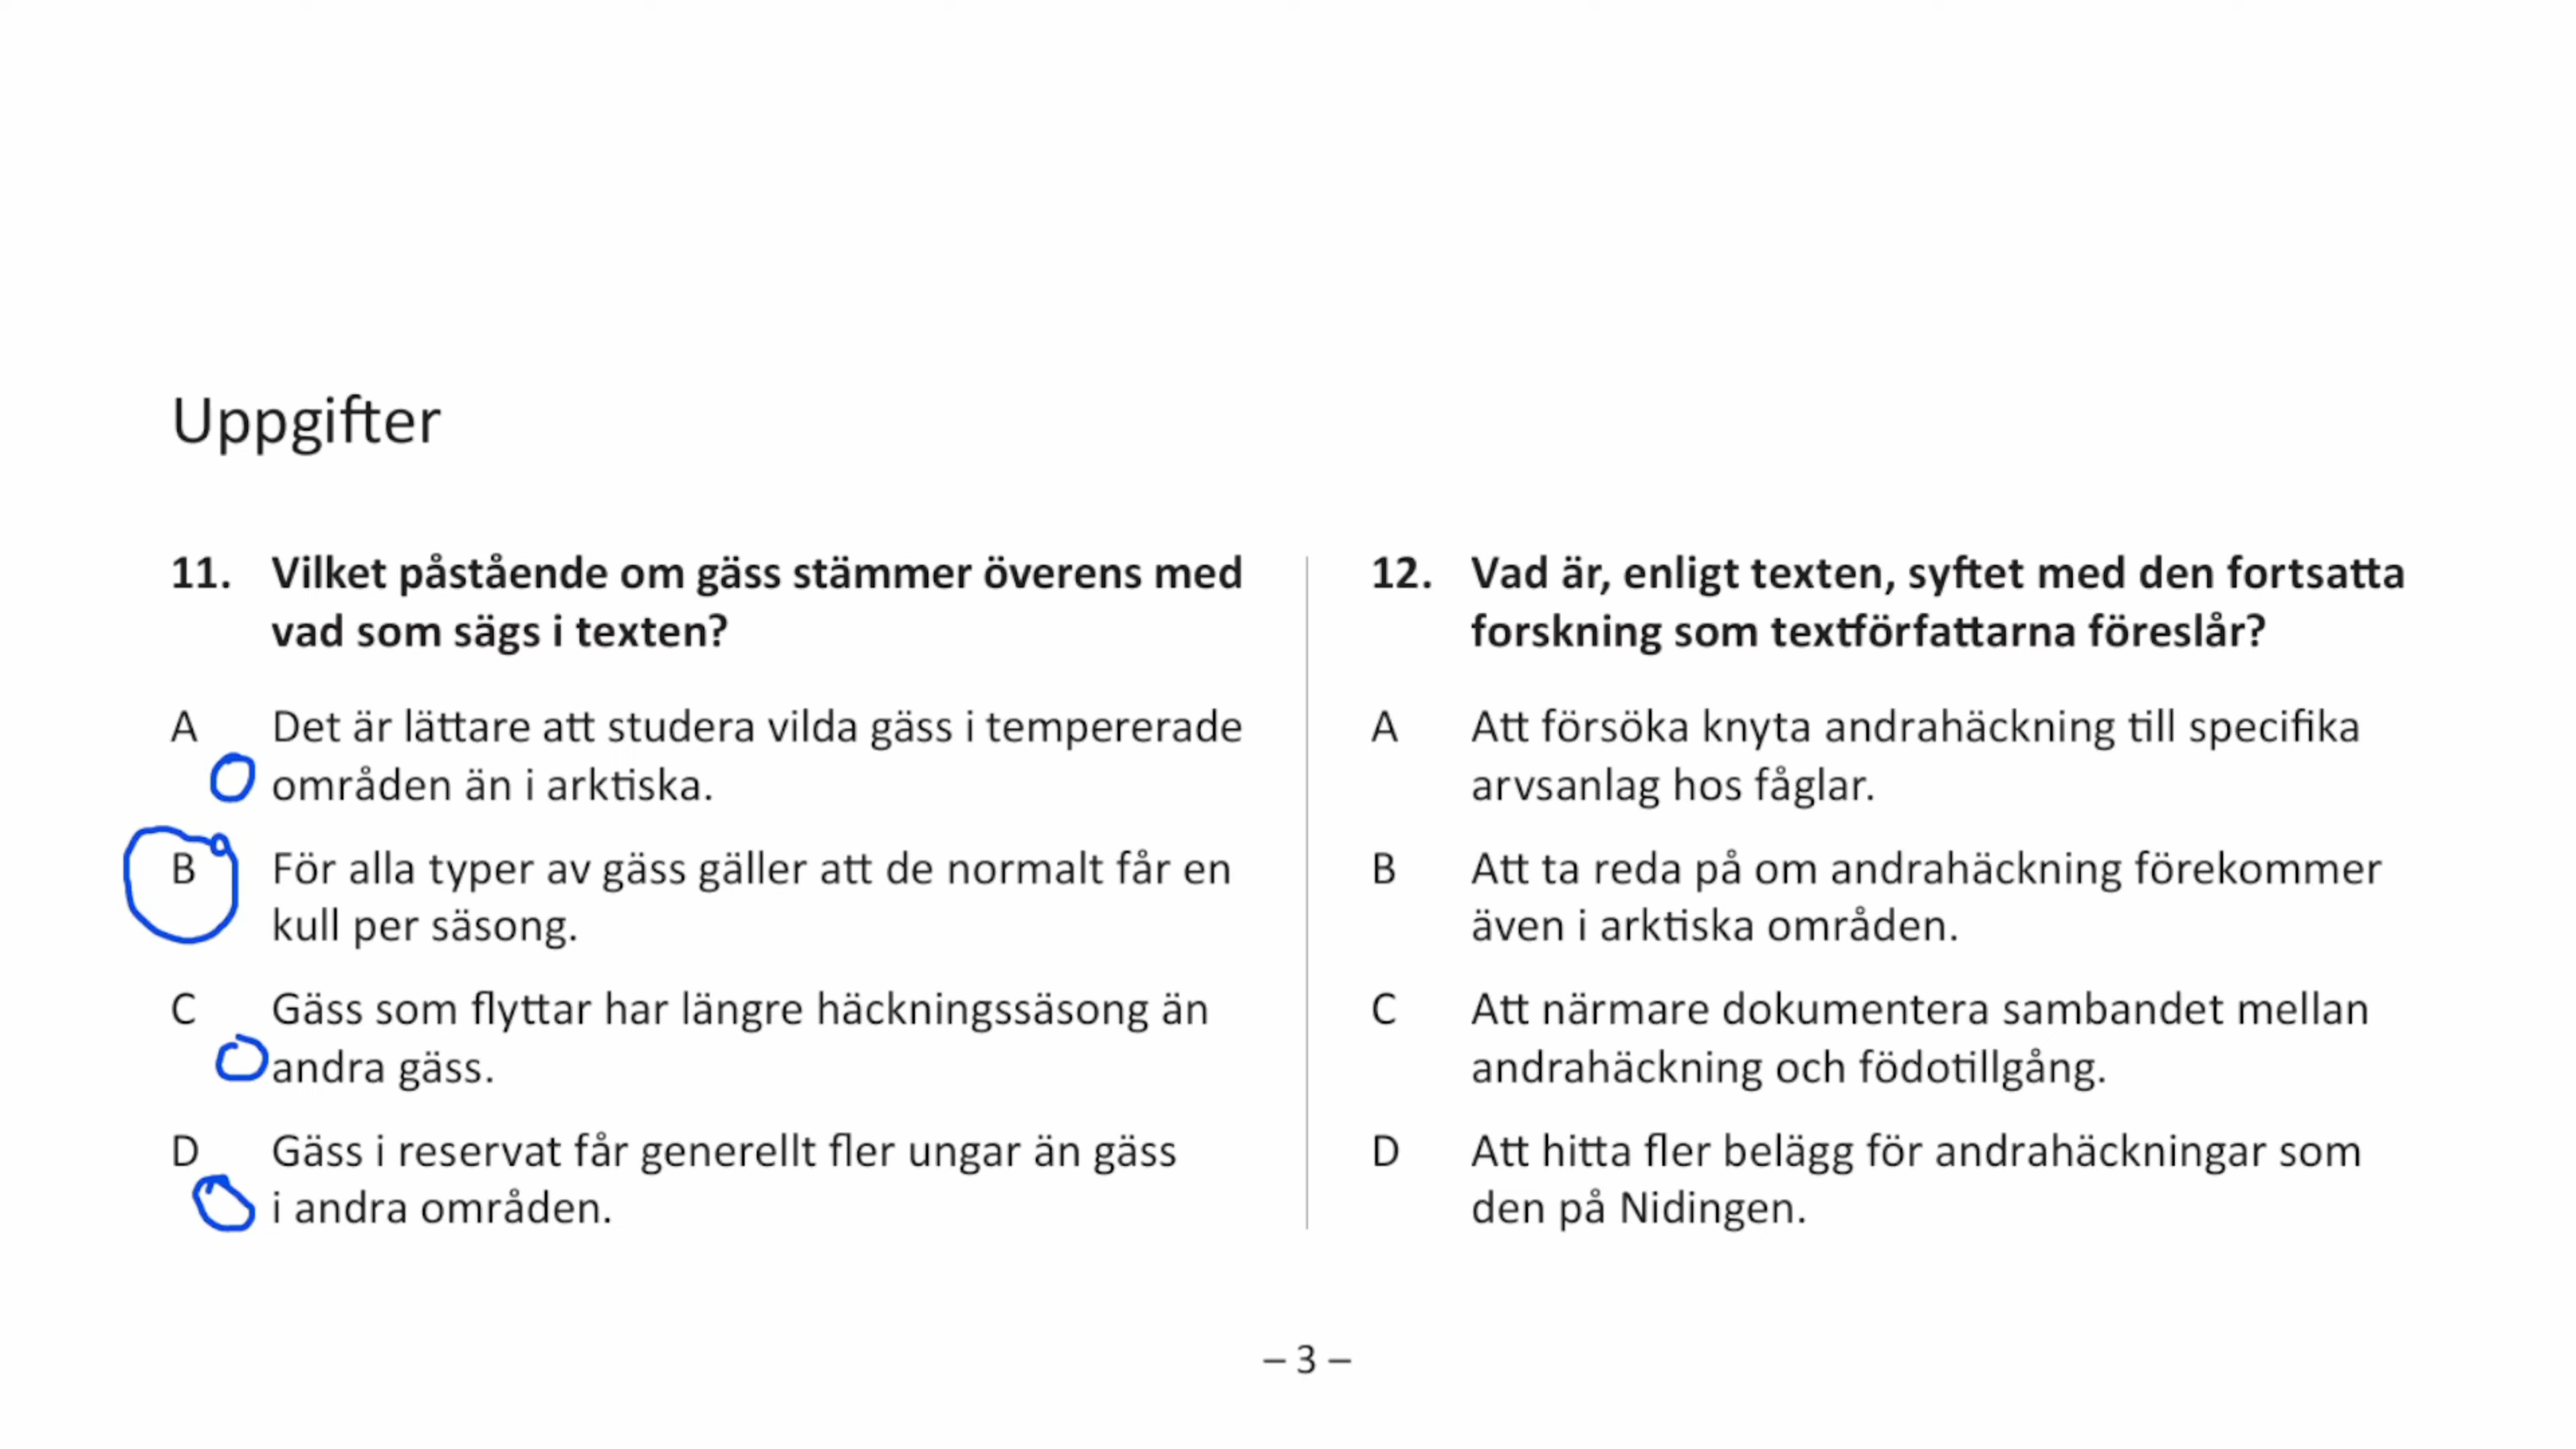 Uppgifter
11. Vilket påstående om gäss stämmer överens med
vad som sägs i texten?
A Det är lättare att studera vilda gäss i tempererade
områden än i arktiska.
B För alla typer av gäss gäller att de normalt får en
kull per säsong.
C Gäss som flyttar har längre häckningssäsong än
andra gäss.
D Gäss i reservat får generellt fler ungar än gäss
i andra områden.
12. Vad är, enligt texten, syftet med den fortsatta
forskning som textförfattarna föreslår?
A Att försöka knyta andrahäckning till specifika
arvsanlag hos fåglar.
B Att ta reda på om andrahäckning förekommer
även i arktiska områden.
C Att närmare dokumentera sambandet mellan
andrahäckning och födotillgång.
D Att hitta fler belägg för andrahäckningar som
den på Nidingen.
– 3 –